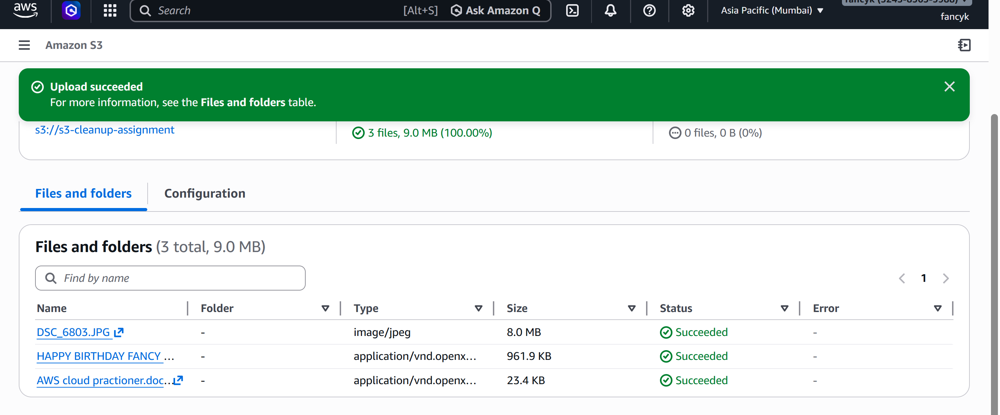 aws
Search
[Alt+S]
Ask Amazon Q
Asia Pacific (Mumbai)
fancyk
Amazon S3
Upload succeeded
For more information, see the Files and folders table.
s3://s3-cleanup-assignment
3 files, 9.0 MB (100.00%)
0 files, 0 B (0%)
Files and folders
Configuration
Files and folders (3 total, 9.0 MB)
Find by name
1
Name Folder Type Size Status Error
DSC_6803.JPG - image/jpeg 8.0 MB Succeeded -
HAPPY BIRTHDAY FANCY ... - application/vnd.openx... 961.9 KB Succeeded -
AWS cloud practioner.doc... - application/vnd.openx... 23.4 KB Succeeded -